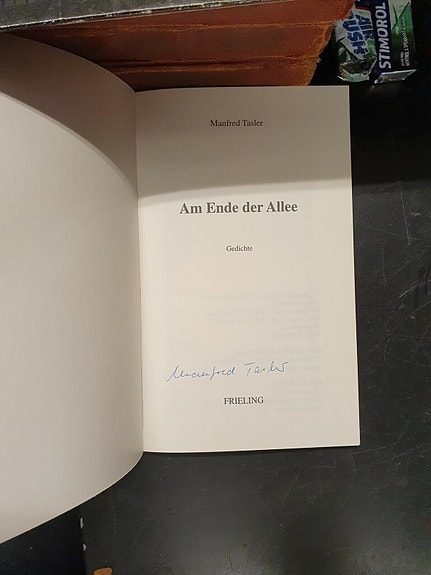 STIMOROL
Manfred Tasler
Am Ende der Allee
Gedichte
Manfred Tasler
FRIELING